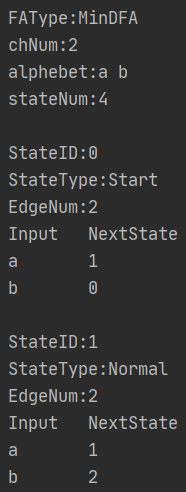 FAType:MinDFA
chNum:2
alphebet:a b
stateNum:4
StateID:0
StateType:Start
EdgeNum:2
Input NextState
a 1
b 0
StateID:1
StateType:Normal
EdgeNum:2
Input NextState
a 1
b 2